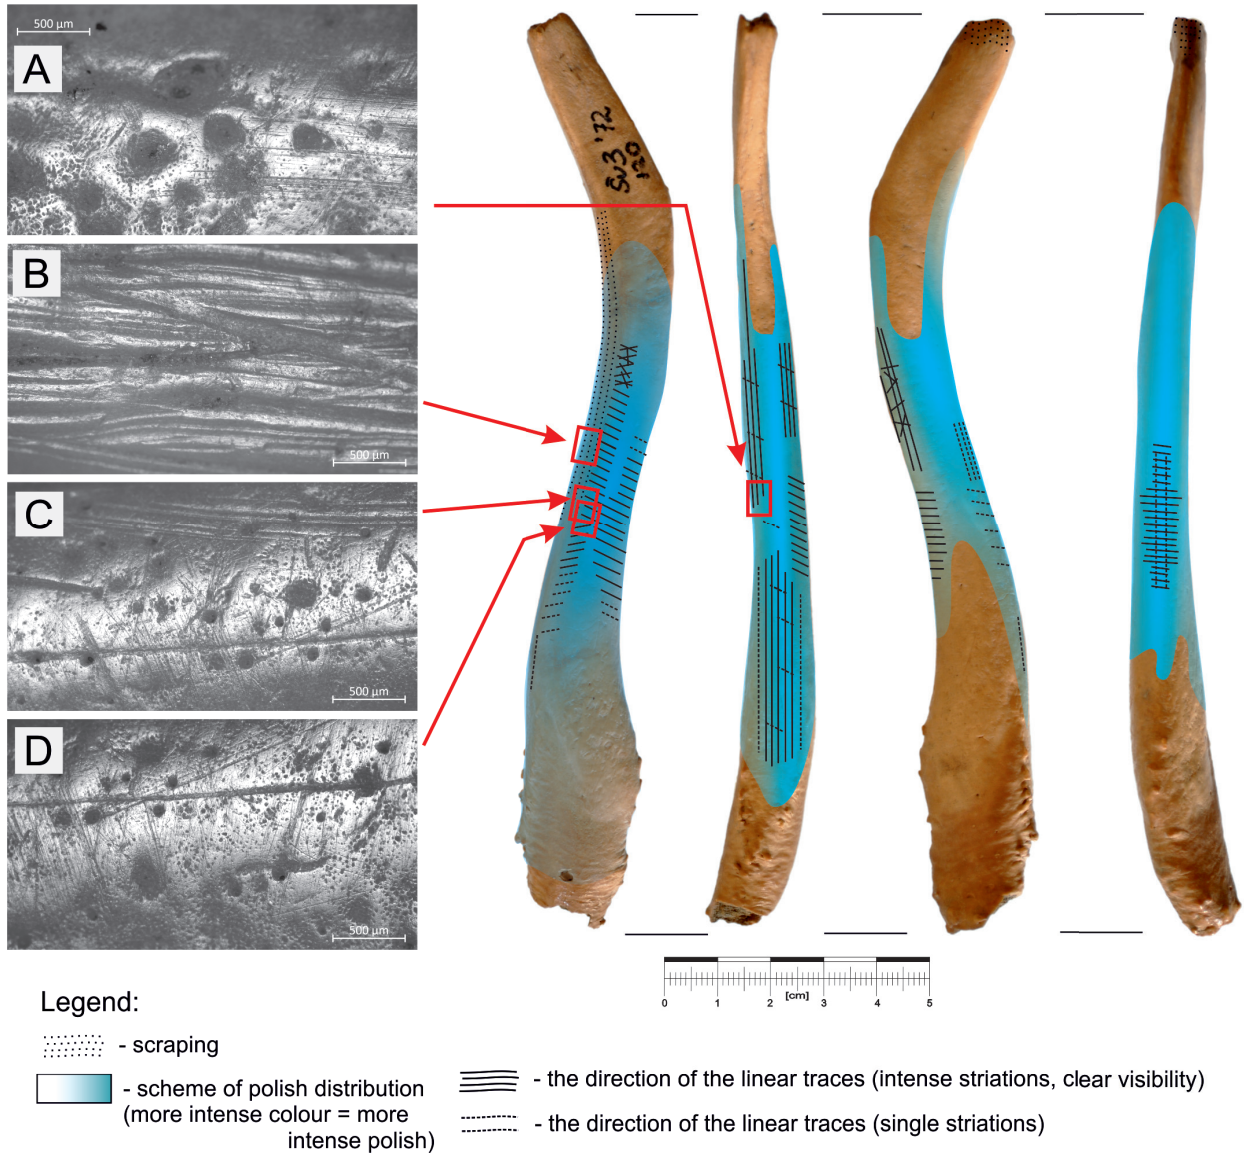 500 µm
A
B
500 µm
C
500 µm
D
500 µm
SU3 '72
120
0 1 2 3 4 5
[cm]
Legend:
- scraping
- scheme of polish distribution
(more intense colour = more
intense polish)
- the direction of the linear traces (intense striations, clear visibility)
- the direction of the linear traces (single striations)